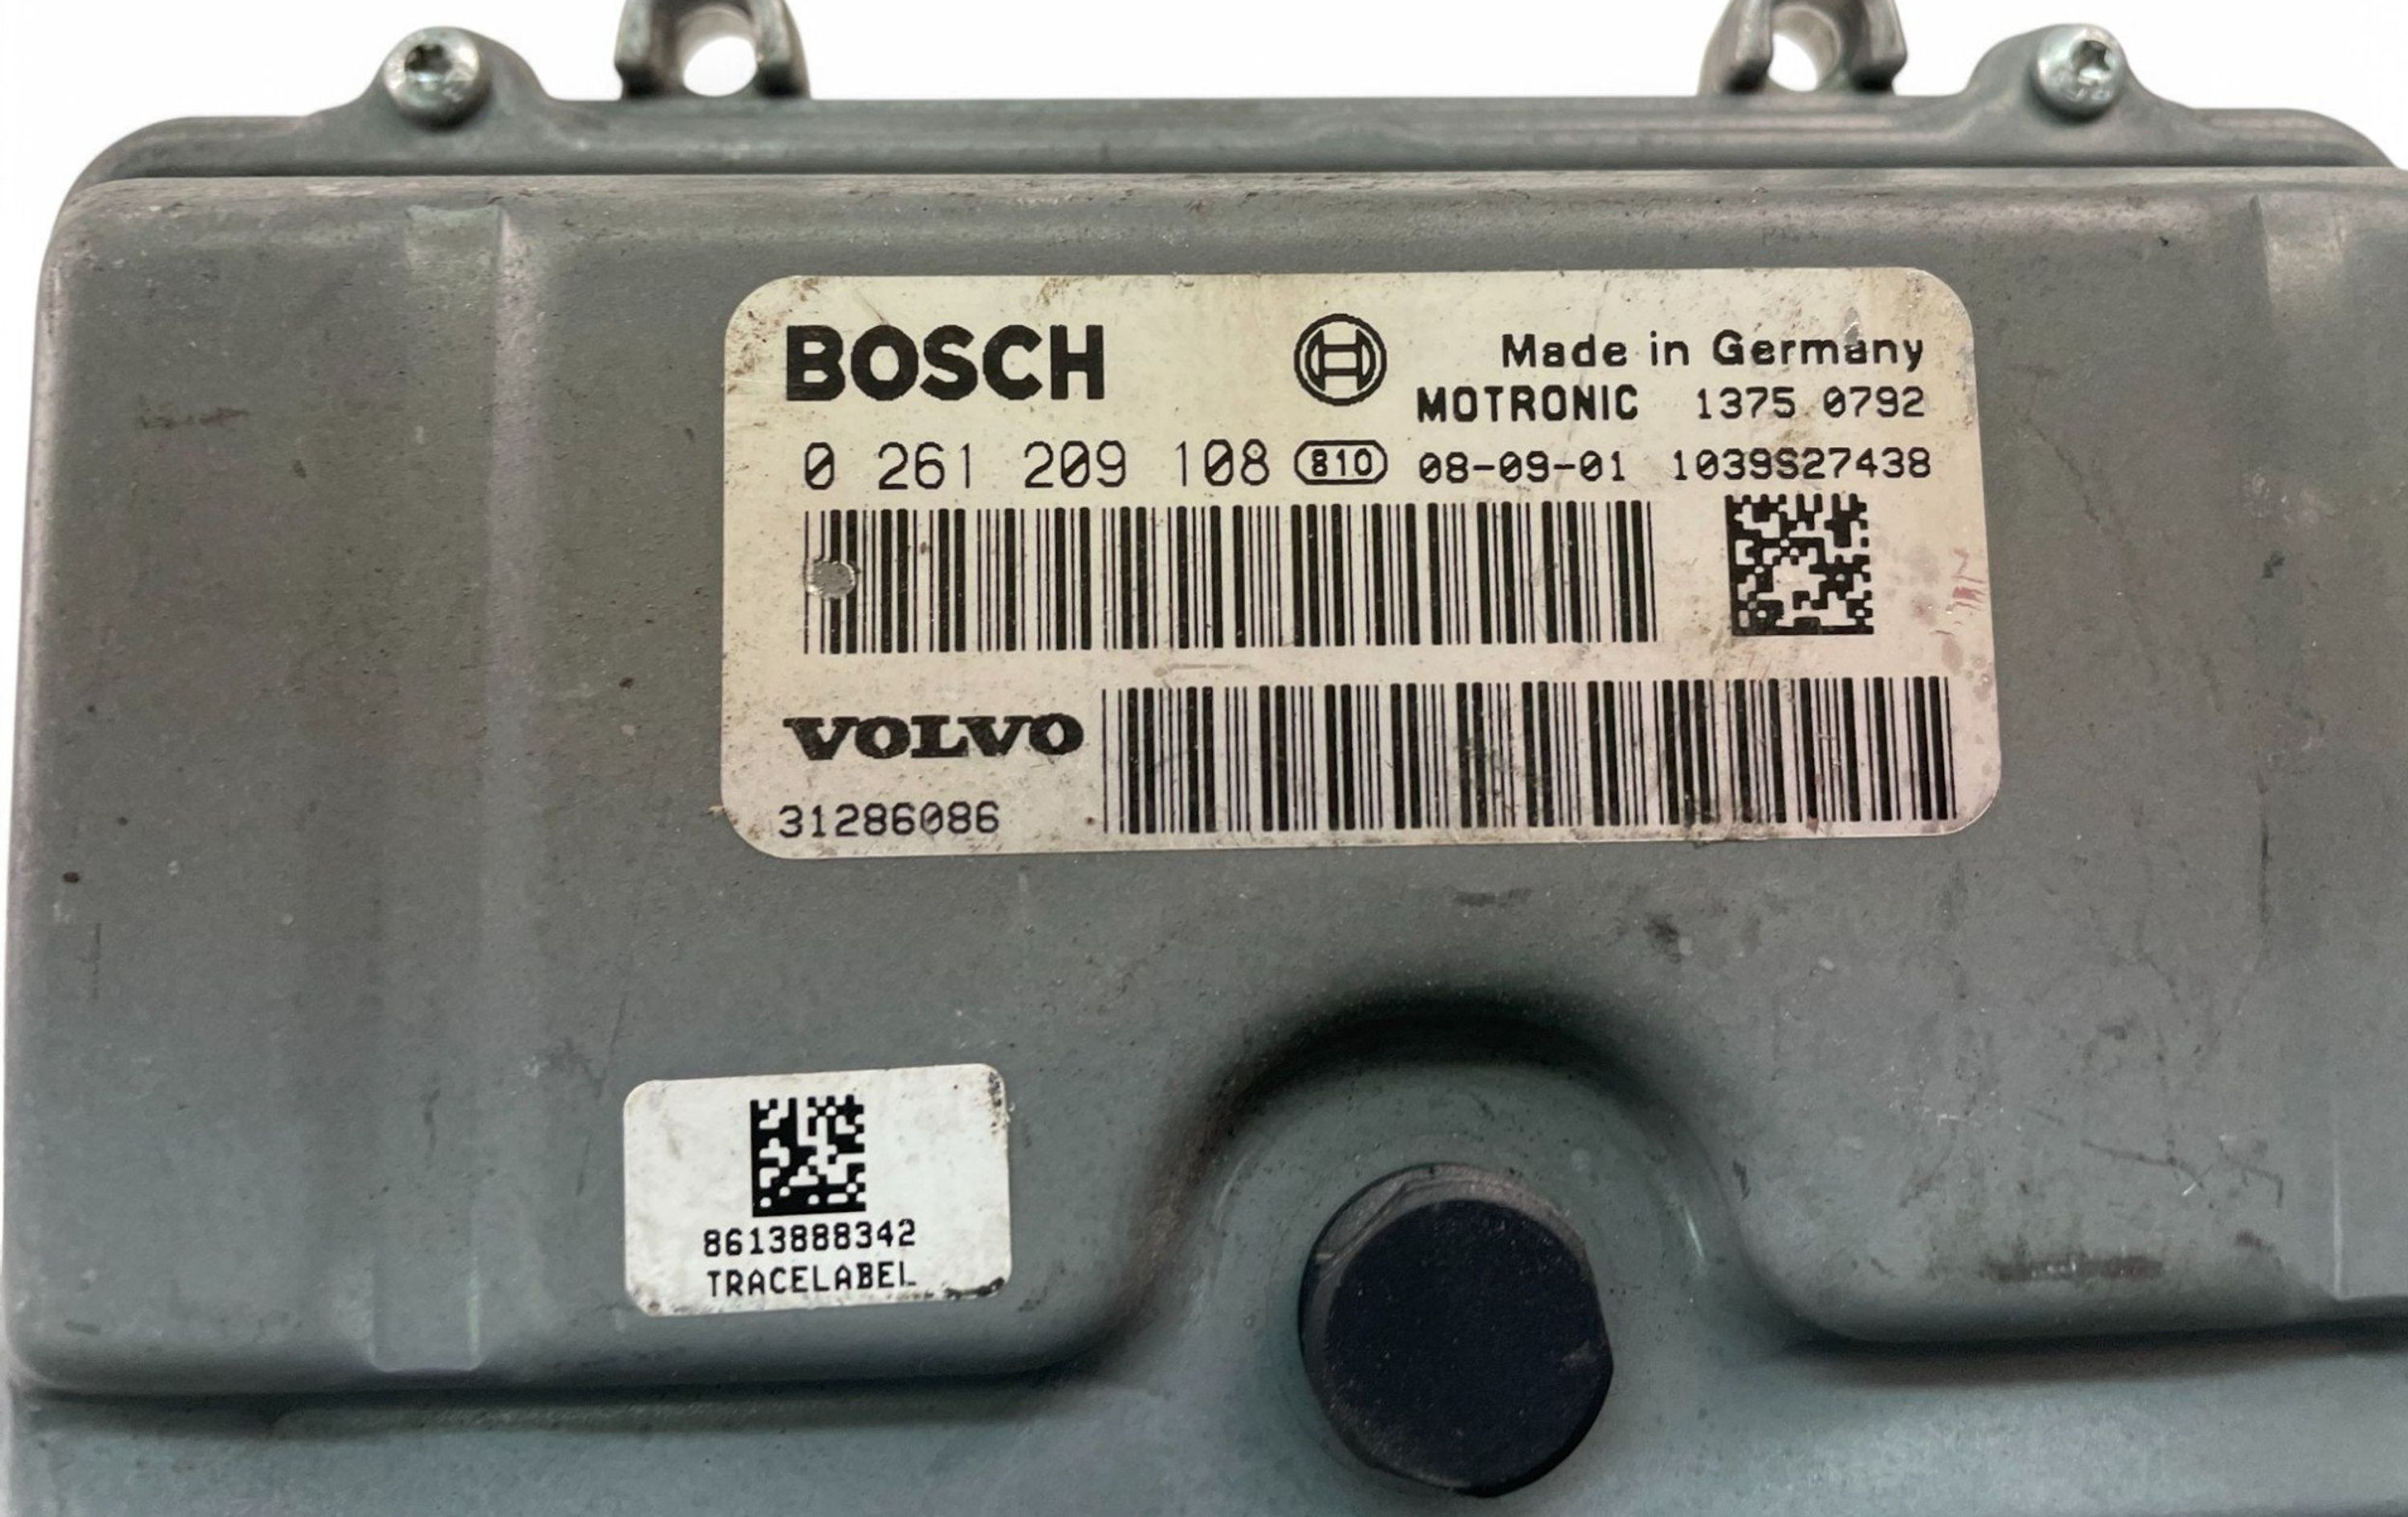 BOSCH
Made in Germany
MOTRONIC 1375 0792
0 261 209 108 810 08-09-01 1039S27438
VOLVO
31286086
8613888342
TRACELABEL